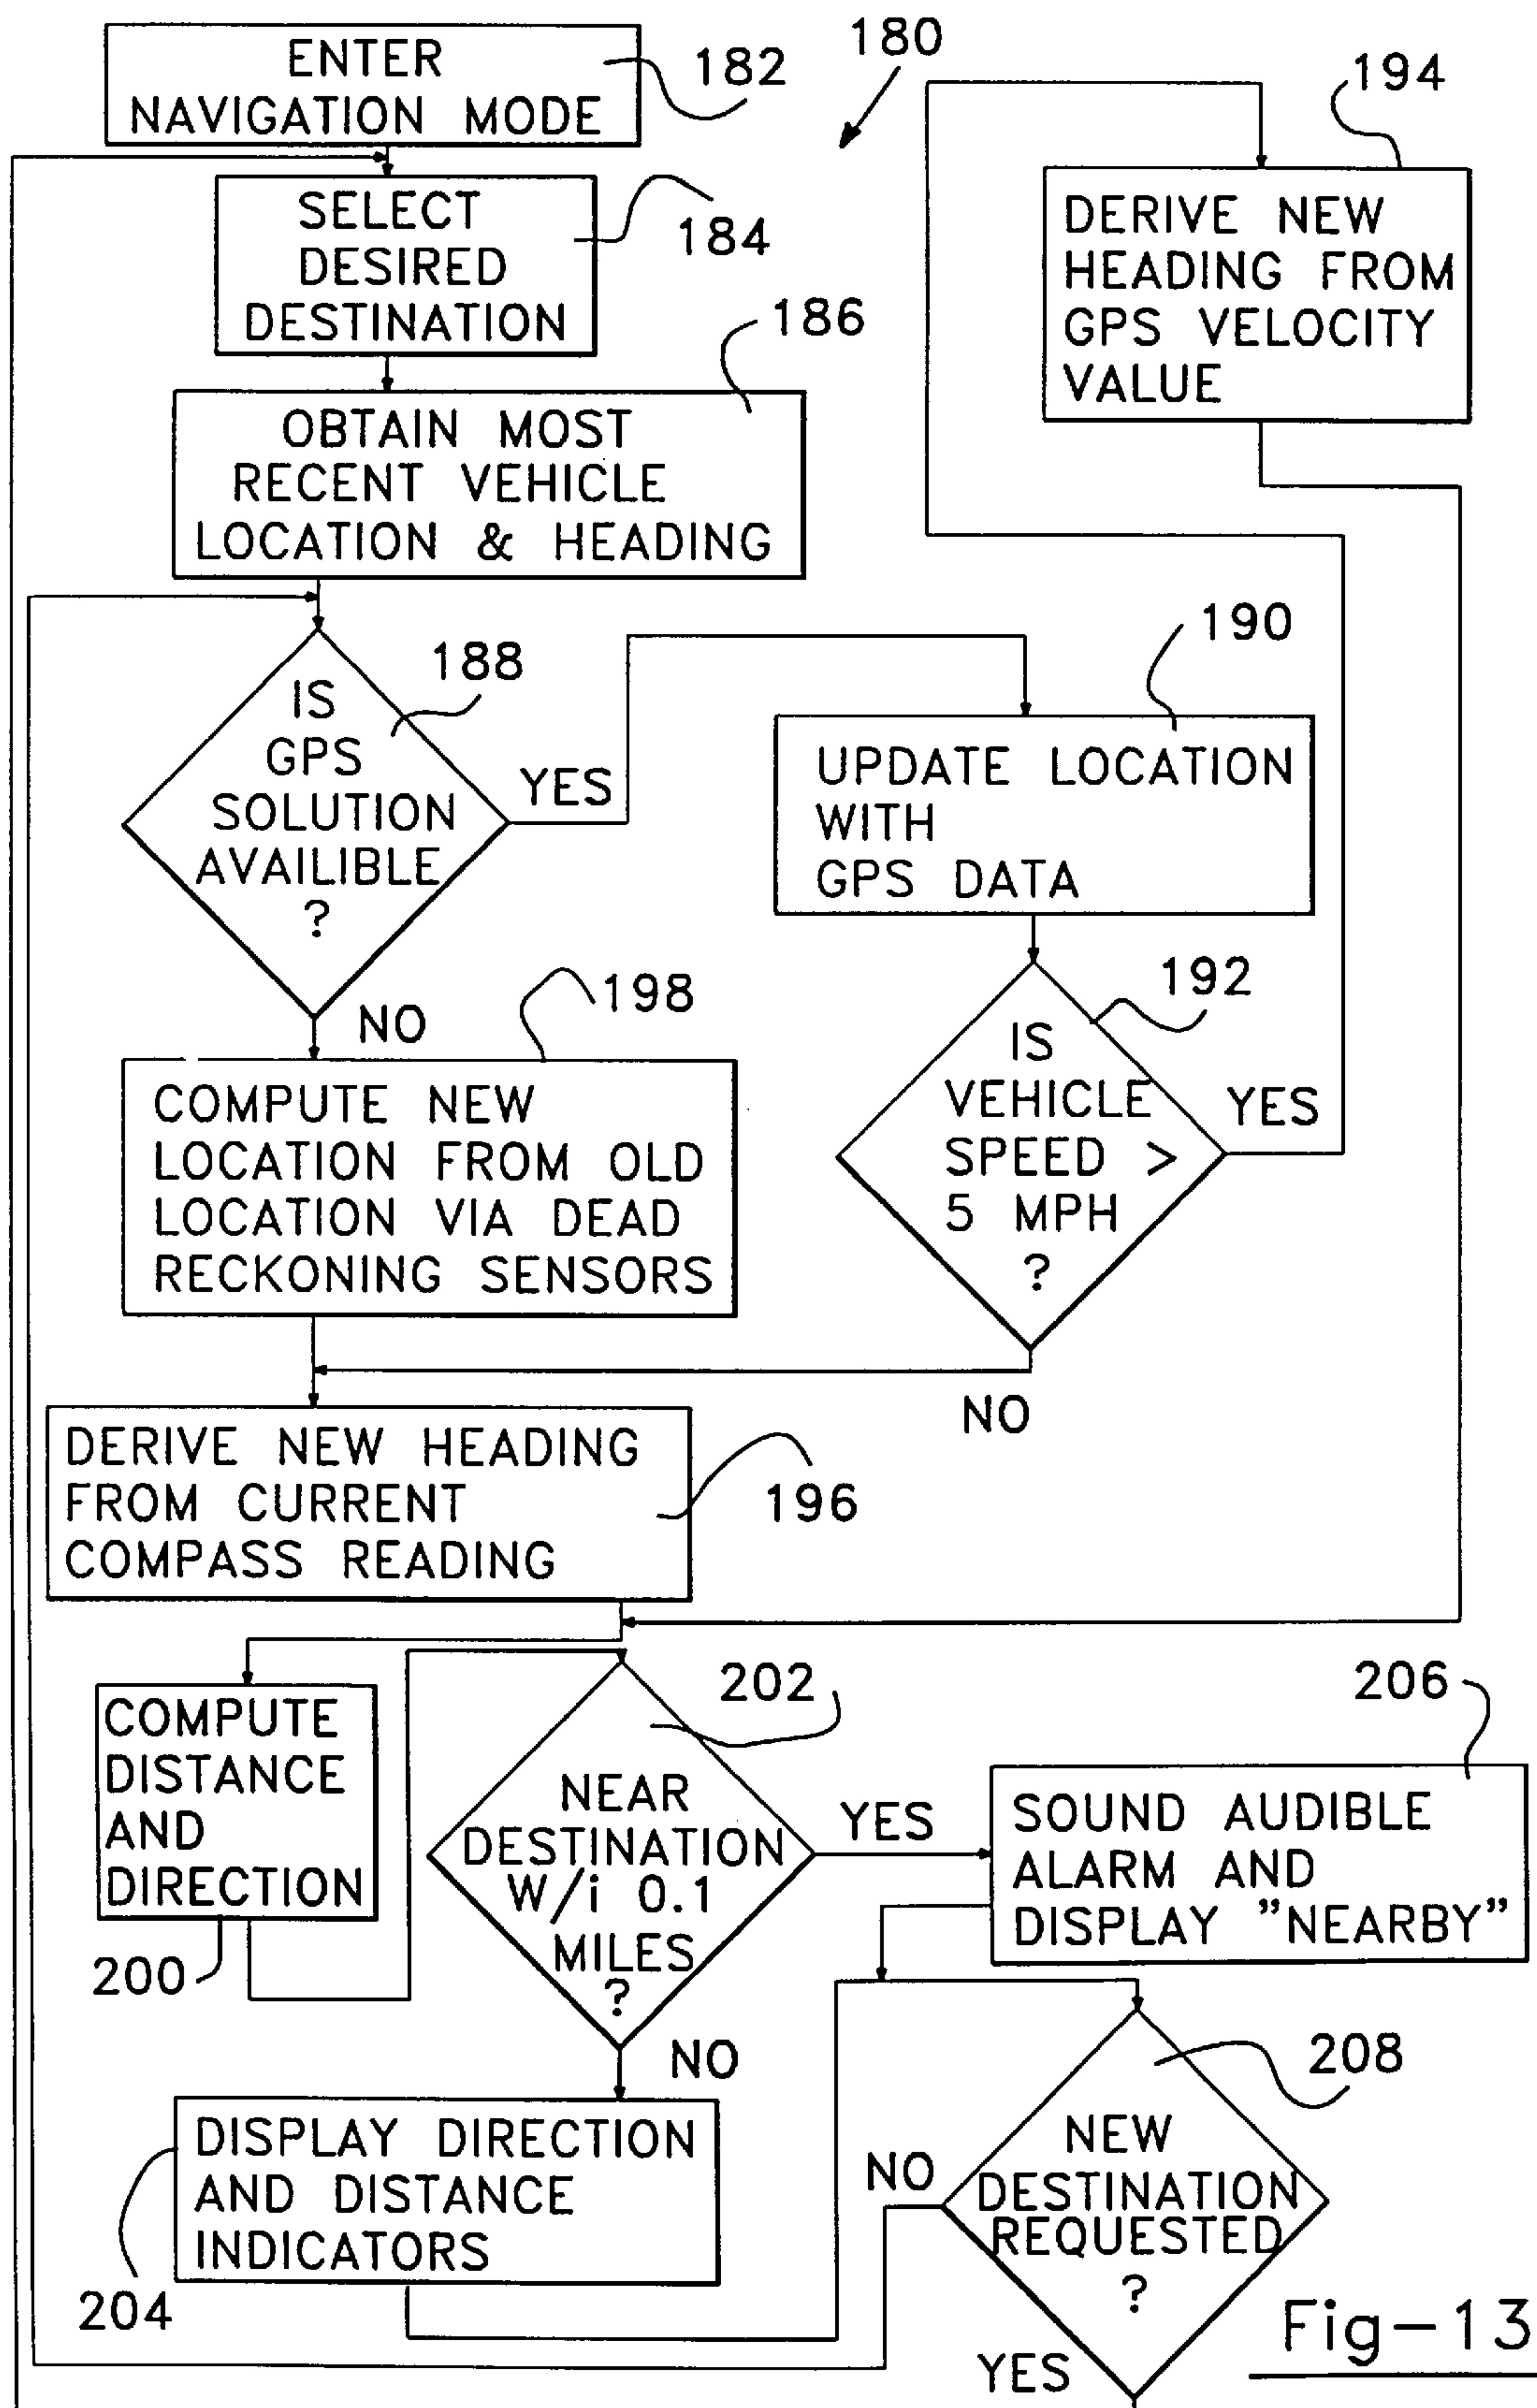 180
ENTER
NAVIGATION MODE
182
SELECT
DESIRED
DESTINATION
184
OBTAIN MOST
RECENT VEHICLE
LOCATION & HEADING
186
194
DERIVE NEW
HEADING FROM
GPS VELOCITY
VALUE
188
IS
GPS
SOLUTION
AVAILIBLE
?
YES
NO
190
UPDATE LOCATION
WITH
GPS DATA
192
IS
VEHICLE
SPEED >
5 MPH
?
YES
NO
198
COMPUTE NEW
LOCATION FROM OLD
LOCATION VIA DEAD
RECKONING SENSORS
DERIVE NEW HEADING
FROM CURRENT
COMPASS READING
196
COMPUTE
DISTANCE
AND
DIRECTION
200
202
NEAR
DESTINATION
W/i 0.1
MILES
?
YES
NO
206
SOUND AUDIBLE
ALARM AND
DISPLAY "NEARBY"
DISPLAY DIRECTION
AND DISTANCE
INDICATORS
204
208
NEW
DESTINATION
REQUESTED
?
NO
YES
Fig-13